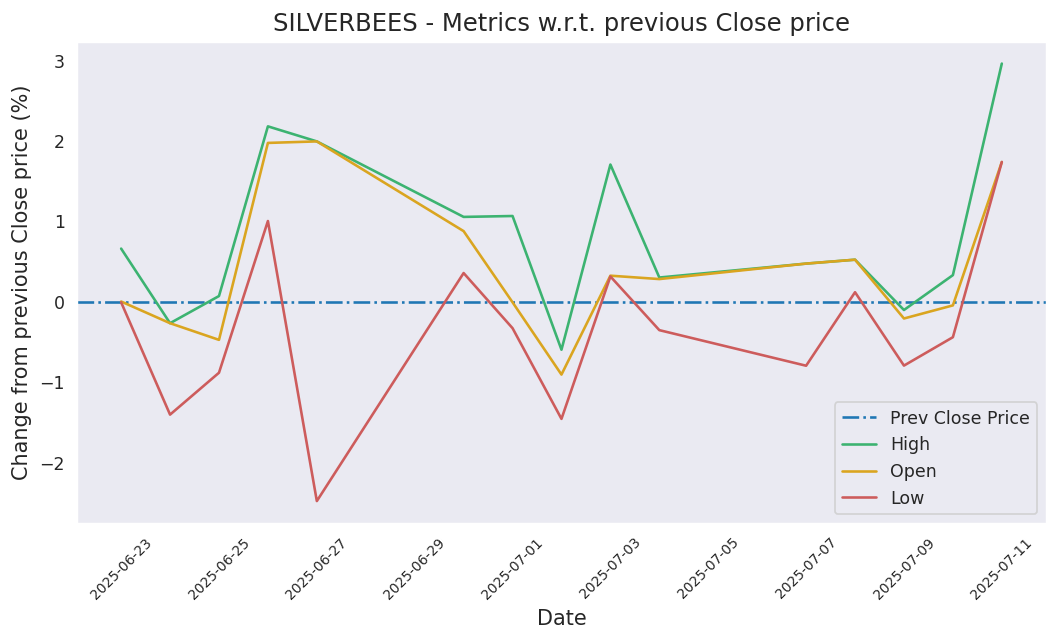 SILVERBEES - Metrics w.r.t. previous Close price
Change from previous Close price (%)
3
2
1
0
−1
−2
Prev Close Price
High
Open
Low
2025-06-23
2025-06-25
2025-06-27
2025-06-29
2025-07-01
2025-07-03
2025-07-05
2025-07-07
2025-07-09
2025-07-11
Date